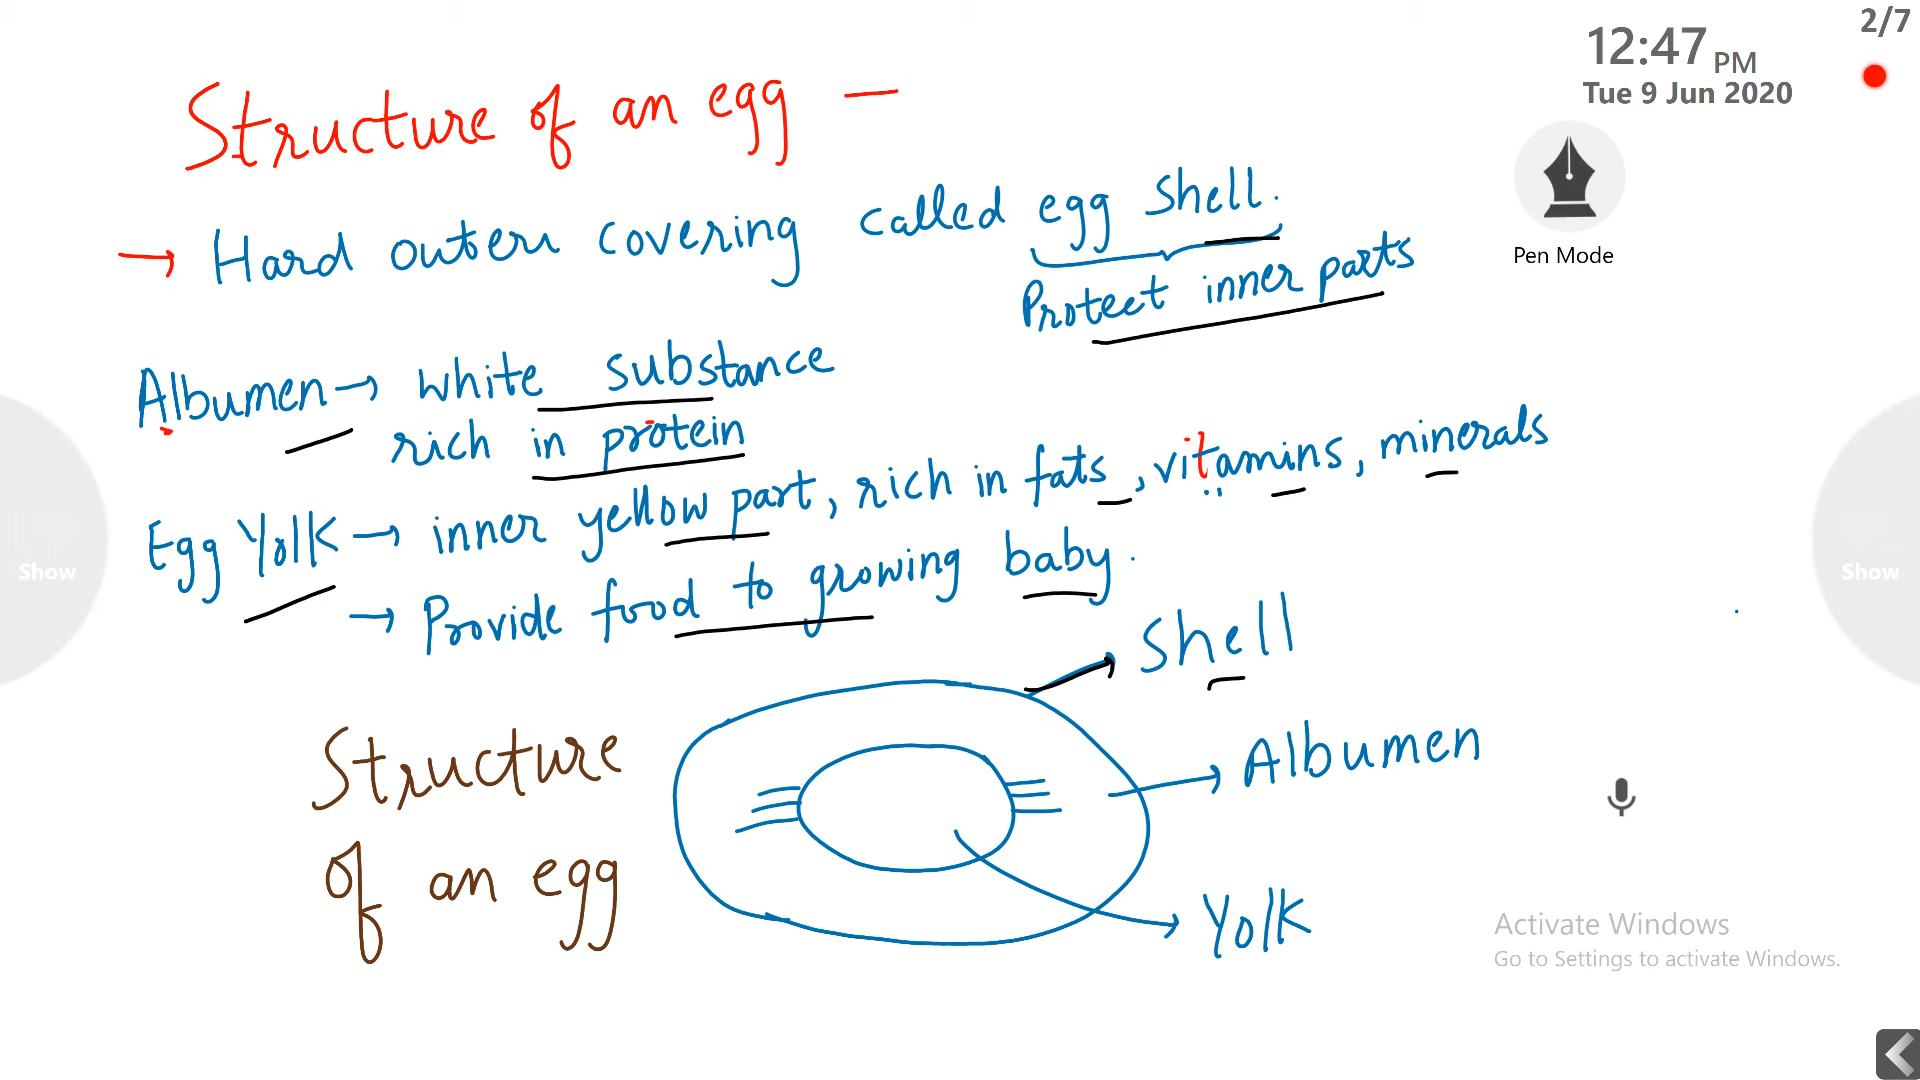 2/7
12:47 PM
Tue 9 Jun 2020
Structure of an egg —
Pen Mode
→ Hard outer covering called egg shell.
Protect inner parts
Albumen → white substance
rich in protein
Egg Yolk → inner yellow part, rich in fats, vitamins, minerals
→ Provide food to growing baby.
Show
Show
Shell
Structure
of an egg
Albumen
Yolk
Activate Windows
Go to Settings to activate Windows.